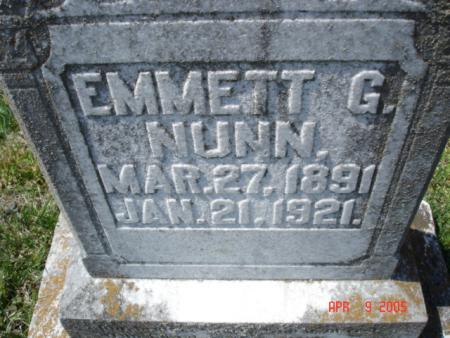 EMMETT G.
NUNN.
MAR.27,1891
JAN.21.1921.
APR 9 2005